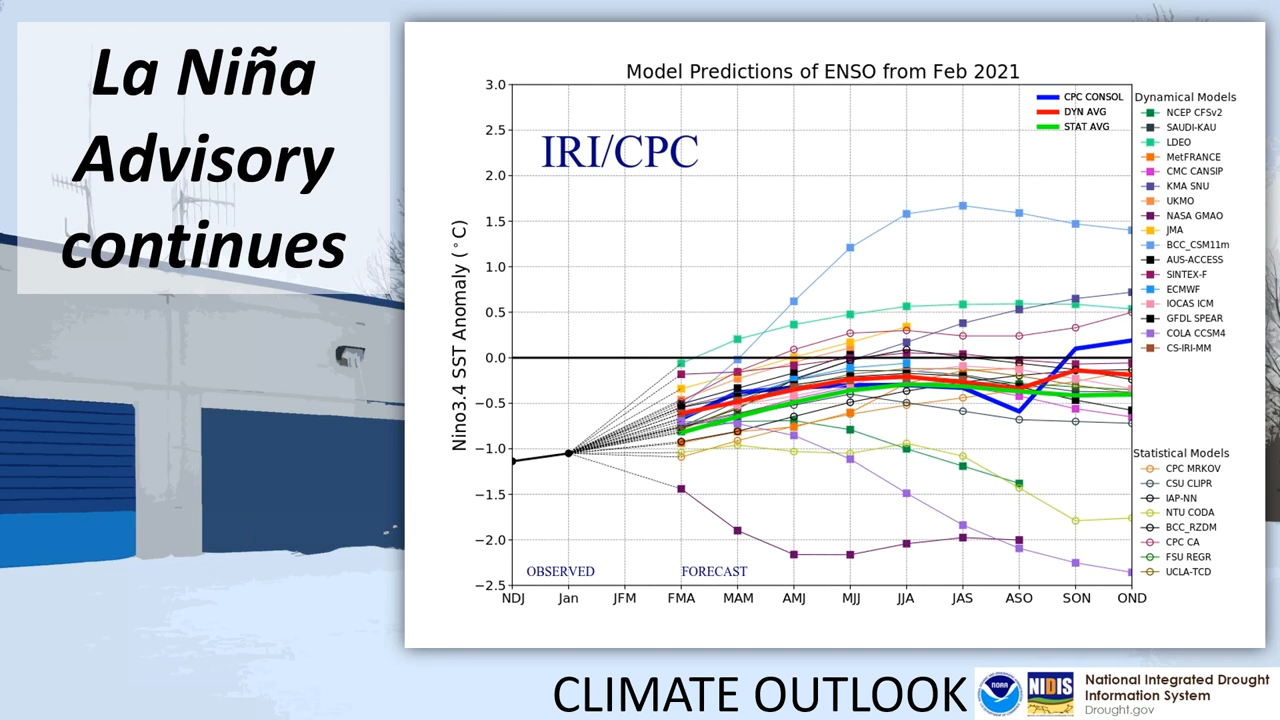 La Niña
Advisory
continues
Model Predictions of ENSO from Feb 2021
IRI/CPC
CPC CONSOL
DYN AVG
STAT AVG
Nino3.4 SST Anomaly (°C)
3.0
2.5
2.0
1.5
1.0
0.5
0.0
−0.5
−1.0
−1.5
−2.0
−2.5
OBSERVED
FORECAST
NDJ Jan JFM FMA MAM AMJ MJJ JJA JAS ASO SON OND
Dynamical Models
NCEP CFSv2
SAUDI-KAU
LDEO
MetFRANCE
CMC CANSIP
KMA SNU
UKMO
NASA GMAO
JMA
BCC_CSM11m
AUS-ACCESS
SINTEX-F
ECMWF
IOCAS ICM
GFDL SPEAR
COLA CCSM4
CS-IRI-MM
Statistical Models
CPC MRKOV
CSU CLIPR
IAP-NN
NTU CODA
BCC_RZDM
CPC CA
FSU REGR
UCLA-TCD
CLIMATE OUTLOOK
NOAA
NIDIS
National Integrated Drought
Information System
Drought.gov